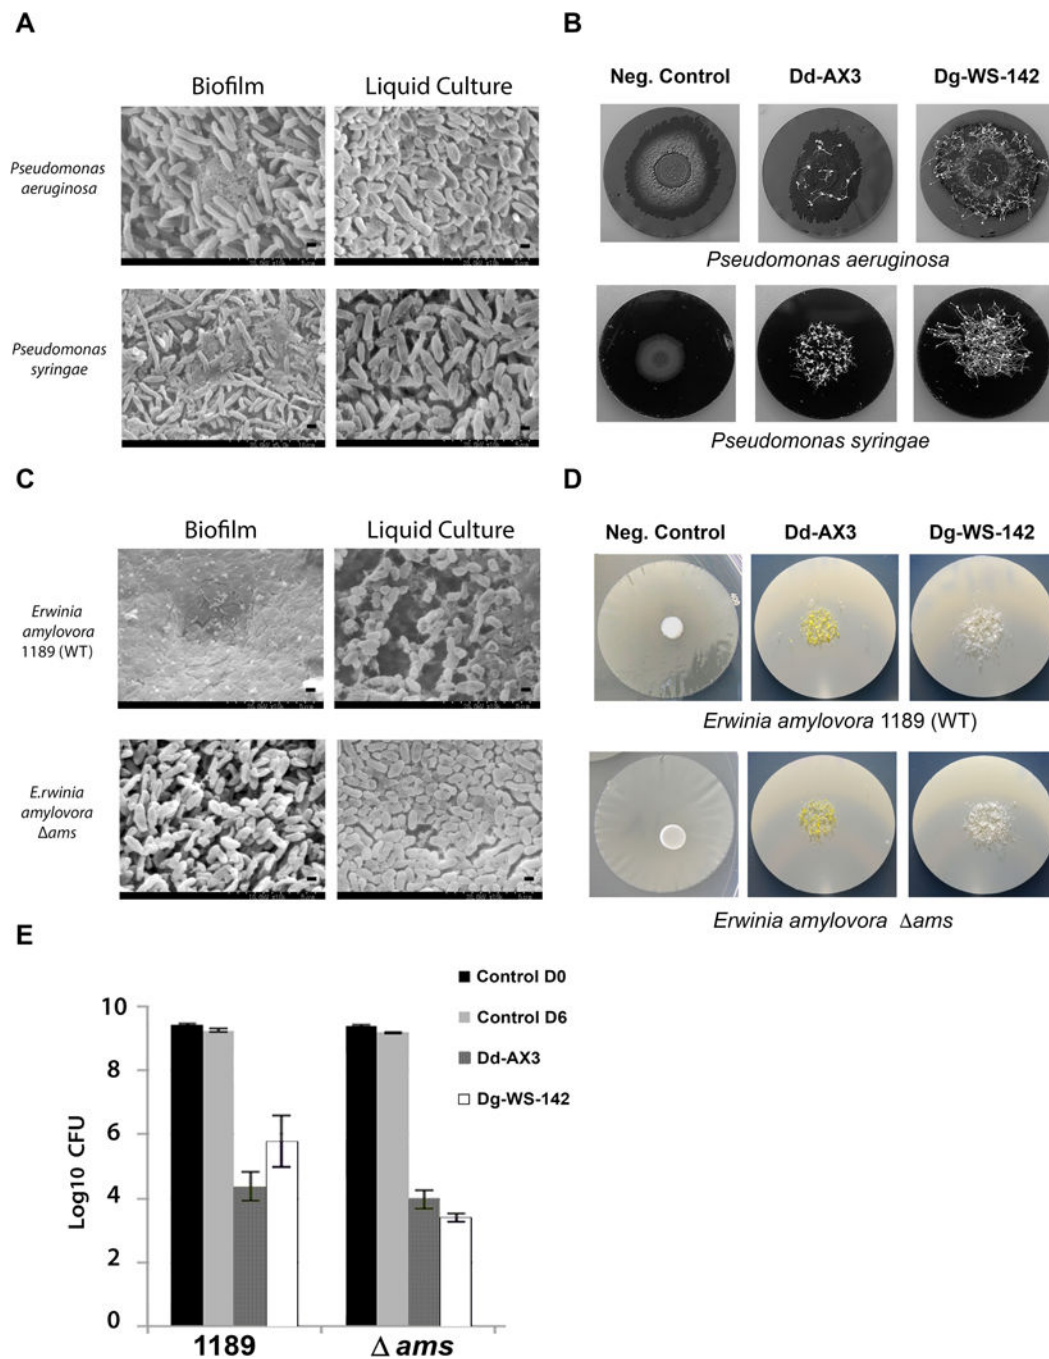 A
B
Biofilm
Liquid Culture
Neg. Control
Dd-AX3
Dg-WS-142
Pseudomonas
aeruginosa
Pseudomonas aeruginosa
Pseudomonas
syringae
Pseudomonas syringae
C
D
Biofilm
Liquid Culture
Neg. Control
Dd-AX3
Dg-WS-142
Erwinia
amylovora
1189 (WT)
Erwinia amylovora 1189 (WT)
E.rwinia
amylovora
Δams
Erwinia amylovora Δams
E
Control D0
Control D6
Dd-AX3
Dg-WS-142
Log10 CFU
10
8
6
4
2
0
1189
Δ ams